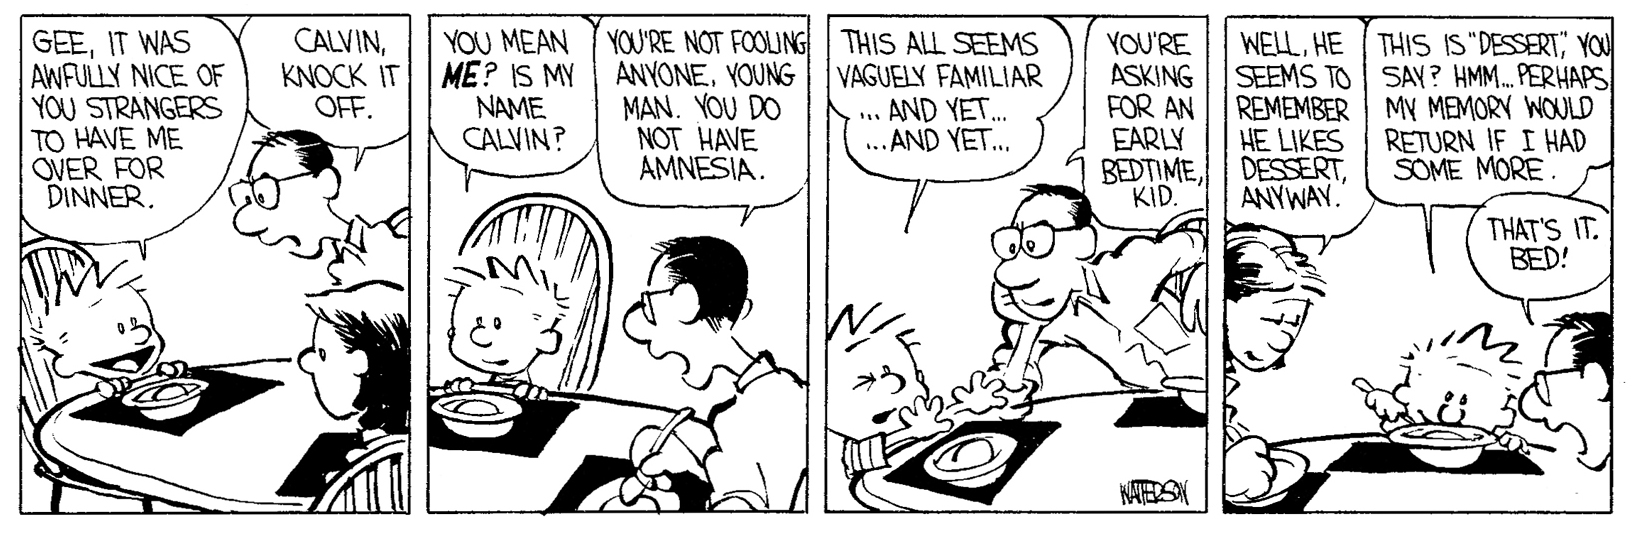 GEE, IT WAS
AWFULLY NICE OF
YOU STRANGERS
TO HAVE ME
OVER FOR
DINNER.
CALVIN,
KNOCK IT
OFF.
YOU MEAN
ME? IS MY
NAME
CALVIN?
YOU'RE NOT FOOLING
ANYONE, YOUNG
MAN. YOU DO
NOT HAVE
AMNESIA.
THIS ALL SEEMS
VAGUELY FAMILIAR
... AND YET...
...AND YET...
YOU'RE
ASKING
FOR AN
EARLY
BEDTIME,
KID.
WATTERSON
WELL, HE
SEEMS TO
REMEMBER
HE LIKES
DESSERT,
ANYWAY.
THIS IS "DESSERT," YOU
SAY? HMM... PERHAPS
MY MEMORY WOULD
RETURN IF I HAD
SOME MORE.
THAT'S IT.
BED!